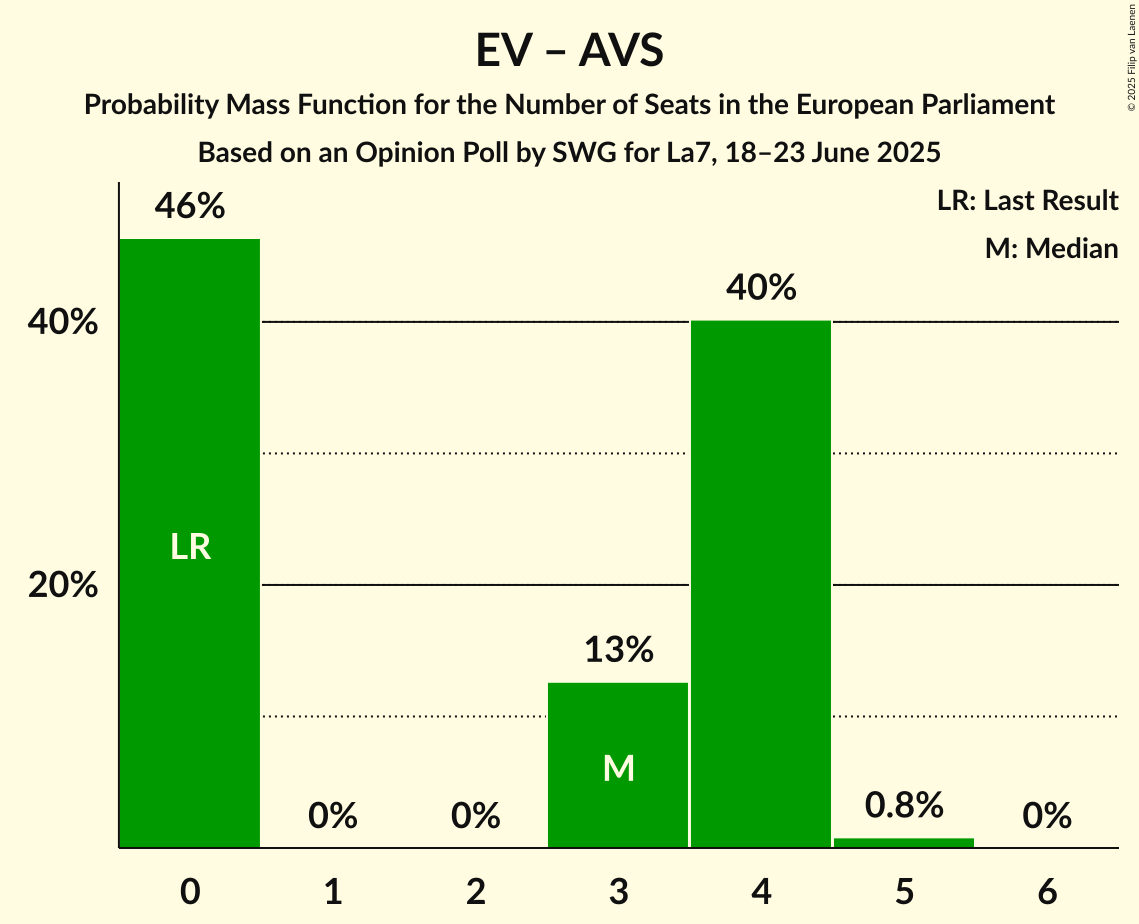 EV – AVS
Probability Mass Function for the Number of Seats in the European Parliament
Based on an Opinion Poll by SWG for La7, 18–23 June 2025
© 2025 Filip van Laenen
LR: Last Result
M: Median
46%
40%
40%
LR
20%
13%
M
0%
0%
0.8%
0%
0 1 2 3 4 5 6